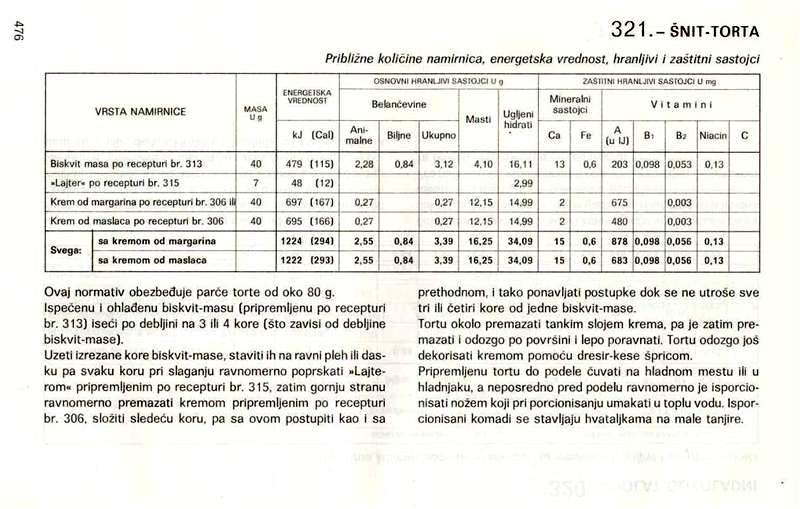 476
321. – ŠNIT-TORTA
Približne količine namirnica, energetska vrednost, hranljivi i zaštitni sastojci
VRSTA NAMIRNICE MASA U g ENERGETSKA VREDNOST OSNOVNI HRANLJIVI SASTOJCI U g ZAŠTITNI HRANLJIVI SASTOJCI U mg
Belančevine Masti Ugljeni hidrati Mineralni sastojci Vitamini
kJ (Cal) Ani-malne Biljne Ukupno Ca Fe A (u IJ) B1 B2 Niacin C
Biskvit masa po recepturi br. 313 40 479 (115) 2,28 0,84 3,12 4,10 16,11 13 0,6 203 0,098 0,053 0,13
»Lajter« po recepturi br. 315 7 48 (12) 2,99
Krem od margarina po recepturi br. 306 ili 40 697 (167) 0,27 0,27 12,15 14,99 2 675 0,003
Krem od maslaca po recepturi br. 306 40 695 (166) 0,27 0,27 12,15 14,99 2 480 0,003
Svega: sa kremom od margarina 1224 (294) 2,55 0,84 3,39 16,25 34,09 15 0,6 878 0,098 0,056 0,13
sa kremom od maslaca 1222 (293) 2,55 0,84 3,39 16,25 34,09 15 0,6 683 0,098 0,056 0,13
Ovaj normativ obezbeđuje parče torte od oko 80 g.
Ispečenu i ohlađenu biskvit-masu (pripremljenu po recepturi
br. 313) iseći po debljini na 3 ili 4 kore (što zavisi od debljine
biskvit-mase).
Uzeti izrezane kore biskvit-mase, staviti ih na ravni pleh ili das-
ku pa svaku koru pri slaganju ravnomerno poprskati »Lajte-
rom« pripremljenim po recepturi br. 315, zatim gornju stranu
ravnomerno premazati kremom pripremljenim po recepturi
br. 306, složiti sledeću koru, pa sa ovom postupiti kao i sa
prethodnom, i tako ponavljati postupke dok se ne utroše sve
tri ili četiri kore od jedne biskvit-mase.
Tortu okolo premazati tankim slojem krema, pa je zatim pre-
mazati i odozgo po površini i lepo poravnati. Tortu odozgo još
dekorisati kremom pomoću dresir-kese špricom.
Pripremljenu tortu do podele čuvati na hladnom mestu ili u
hladnjaku, a neposredno pred podelu ravnomerno je isporcio-
nisati nožem koji pri porcionisanju umakati u toplu vodu. Ispor-
cionisani komadi se stavljaju hvataljkama na male tanjire.